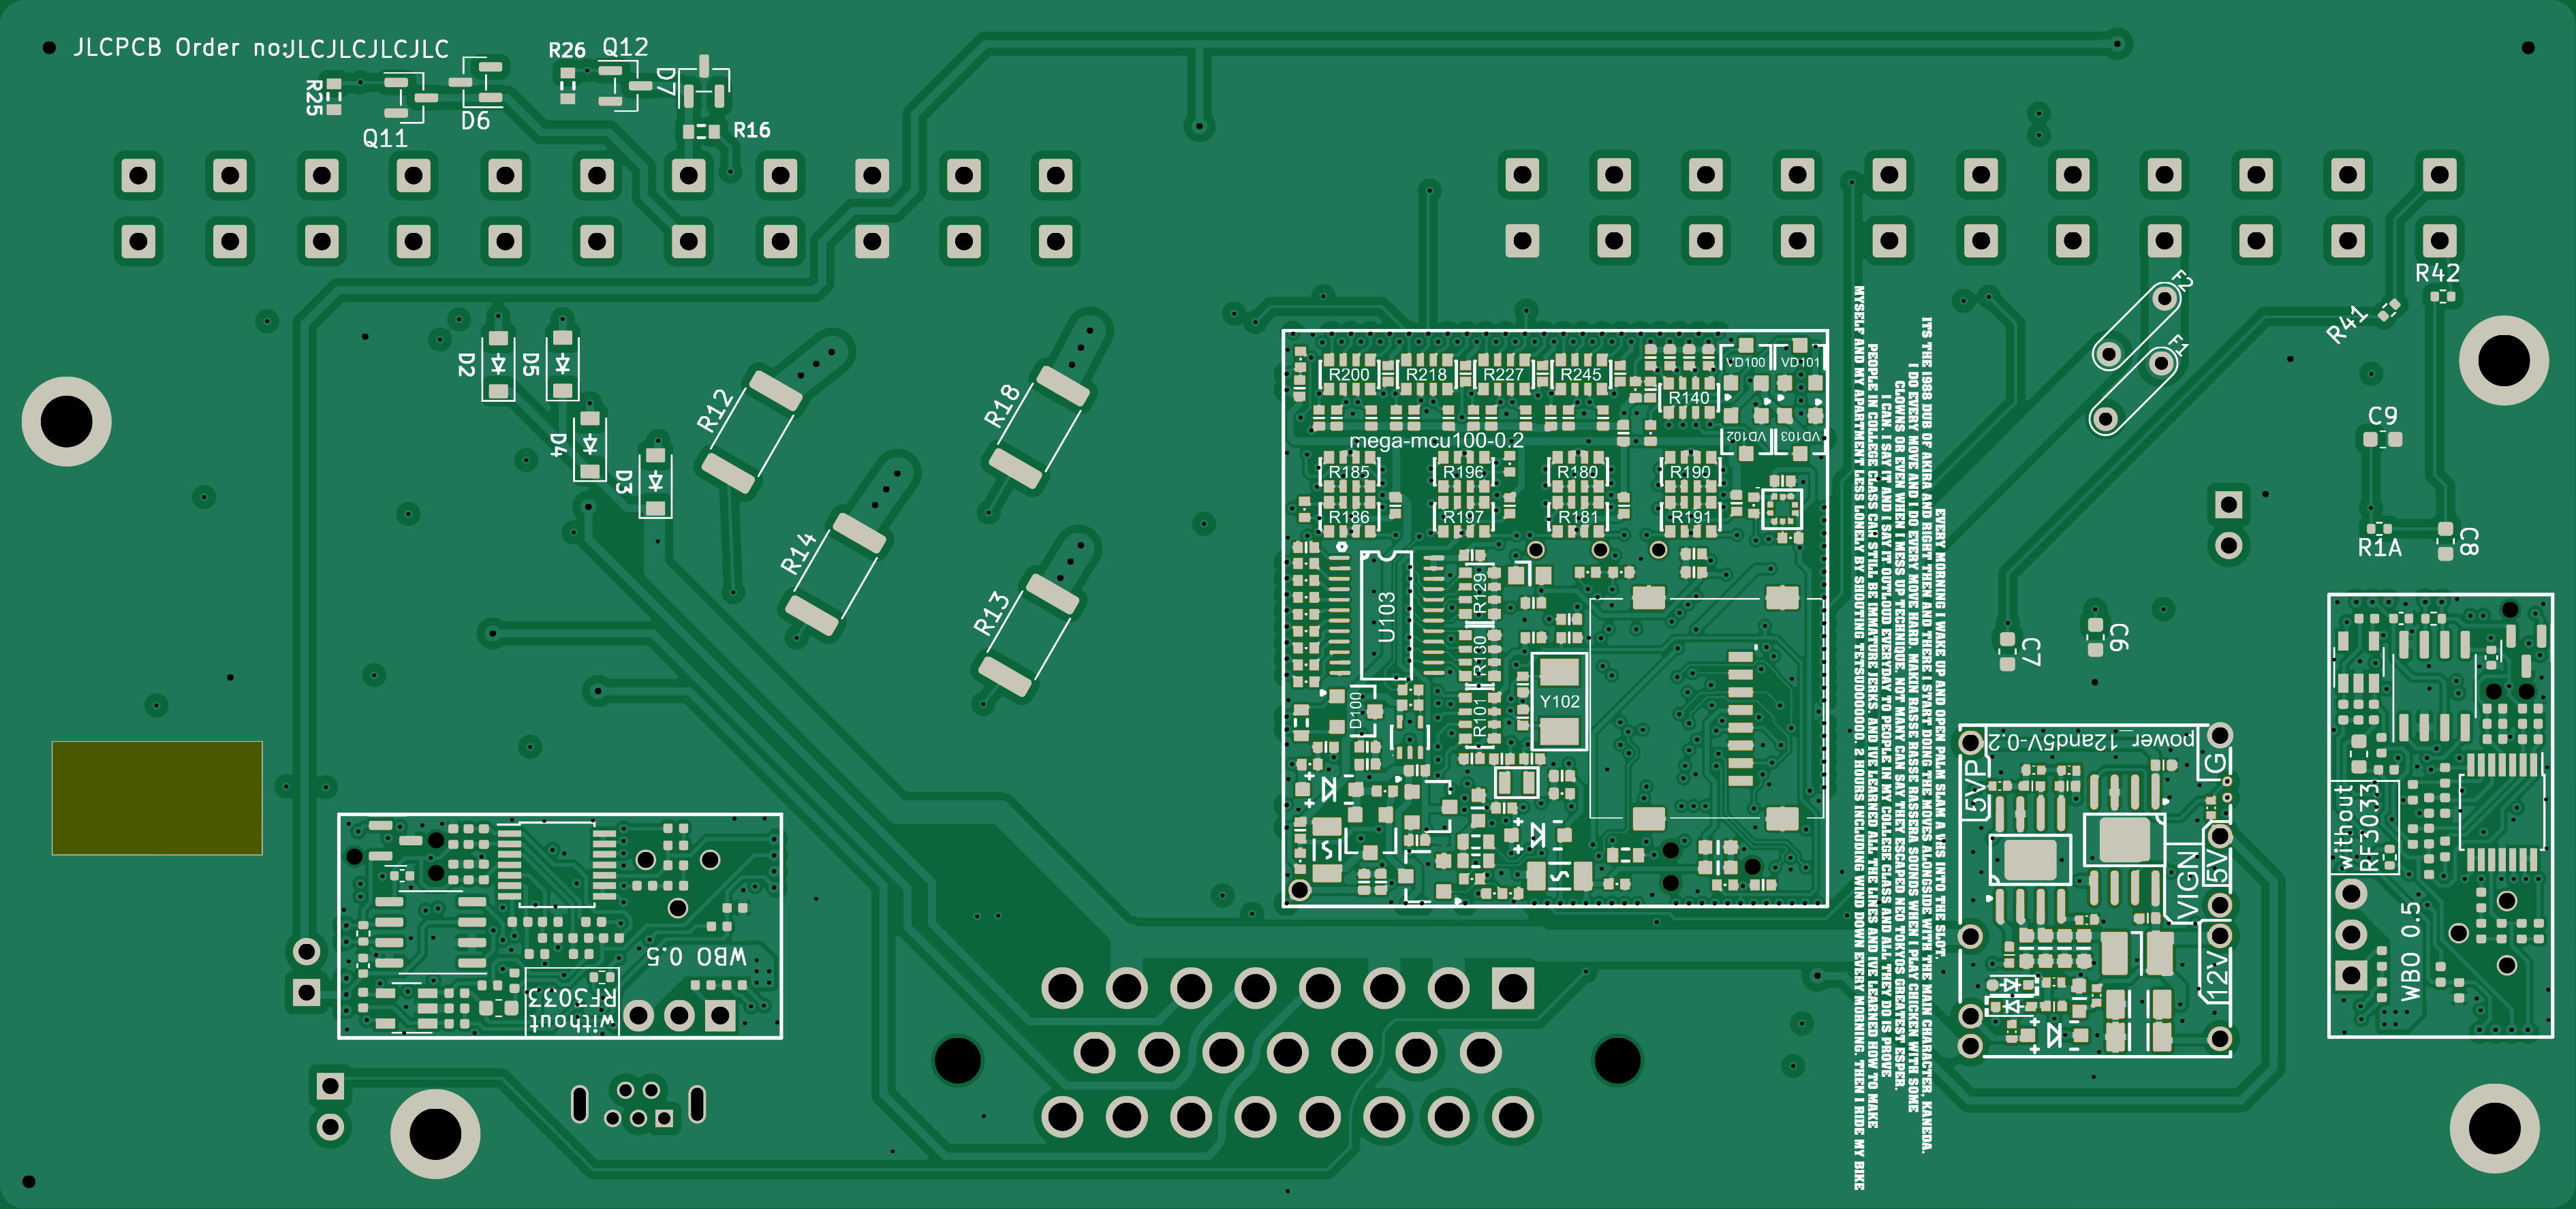 JLCPCB Order no:JLCJLCJLCJLC
R26
Q12
D7
R25
Q11
D6
R16
D2
D5
D4
D3
R12
R18
R14
R13
R200
R218
R227
R245
VD100
VD101
R140
mega-mcu100-0.2
VD102
VD103
R185
R196
R180
R190
R186
R197
R181
R191
U103
R129
R130
R101
D100
Y102
EVERY MORNING I WAKE UP AND OPEN PALM SLAM A VHS INTO THE SLOT.
ITS THE 1988 DUB OF AKIRA AND RIGHT THEN AND THERE I START DOING THE MOVES ALONGSIDE WITH THE MAIN CHARACTER, KANEDA.
I DO EVERY MOVE AND I DO EVERY MOVE HARD. MAKIN RASSE RASSE RASSERA SOUNDS WHEN I PLAY CHICKEN WITH SOME
CLOWNS OR EVEN WHEN I MESS UP TECHNIQUE. NOT MANY CAN SAY THEY ESCAPED NEO TOKYOS GREATEST ESPER.
I CAN. I SAY IT AND I SAY IT OUTLOUD EVERYDAY TO PEOPLE IN MY COLLEGE CLASS AND ALL THEY DO IS PROVE
PEOPLE IN COLLEGE CLASS CAN STILL BE IMMATURE JERKS. AND IVE LEARNED ALL THE LINES AND IVE LEARNED HOW TO MAKE
MYSELF AND MY APARTMENT LESS LONELY BY SHOUTING TETSUOOOOOO. 2 HOURS INCLUDING WIND DOWN EVERY MORNING. THEN I RIDE MY BIKE
F2
F1
R41
R42
C9
R1A
C8
C7
C6
power_12and5V-0.2
5VP
G
5V
VIGN
12V
without
RF3033
WBO 0.5
WBO 0.5
RF3033
without